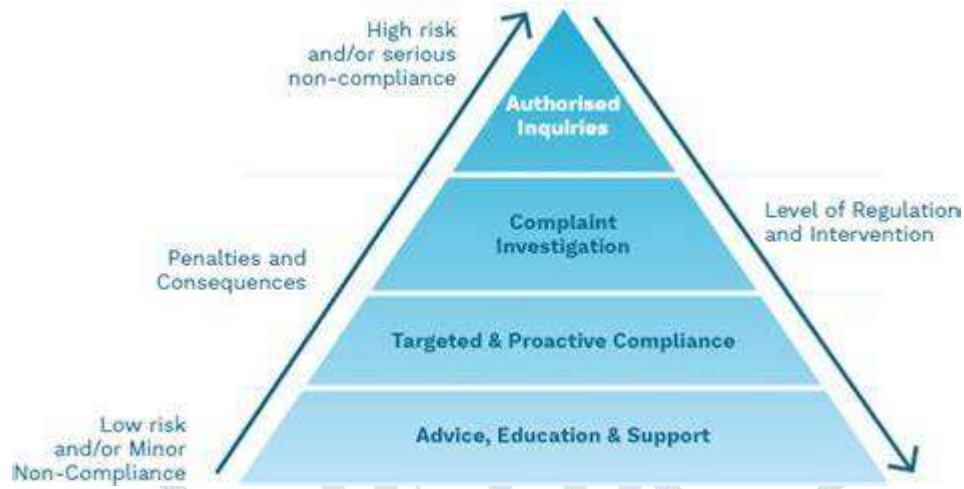 High risk
and/or serious
non-compliance
Authorised
Inquiries
Complaint
Investigation
Level of Regulation
and Intervention
Penalties and
Consequences
Targeted & Proactive Compliance
Low risk
and/or Minor
Non-Compliance
Advice, Education & Support